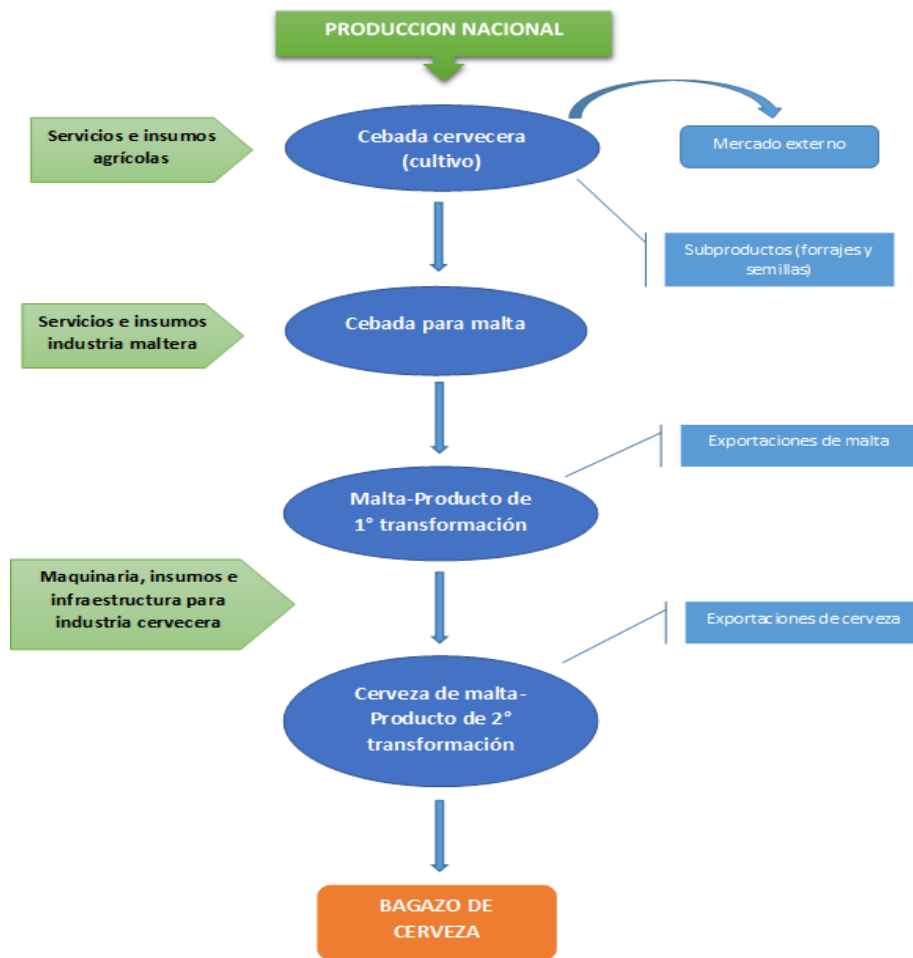 PRODUCCION NACIONAL
Servicios e insumos
agrícolas
Cebada cervecera
(cultivo)
Mercado externo
Subproductos (forrajes y
semillas)
Servicios e insumos
industria maltera
Cebada para malta
Exportaciones de malta
Malta-Producto de
1° transformación
Maquinaria, insumos e
infraestructura para
industria cervecera
Exportaciones de cerveza
Cerveza de malta-
Producto de 2°
transformación
BAGAZO DE
CERVEZA